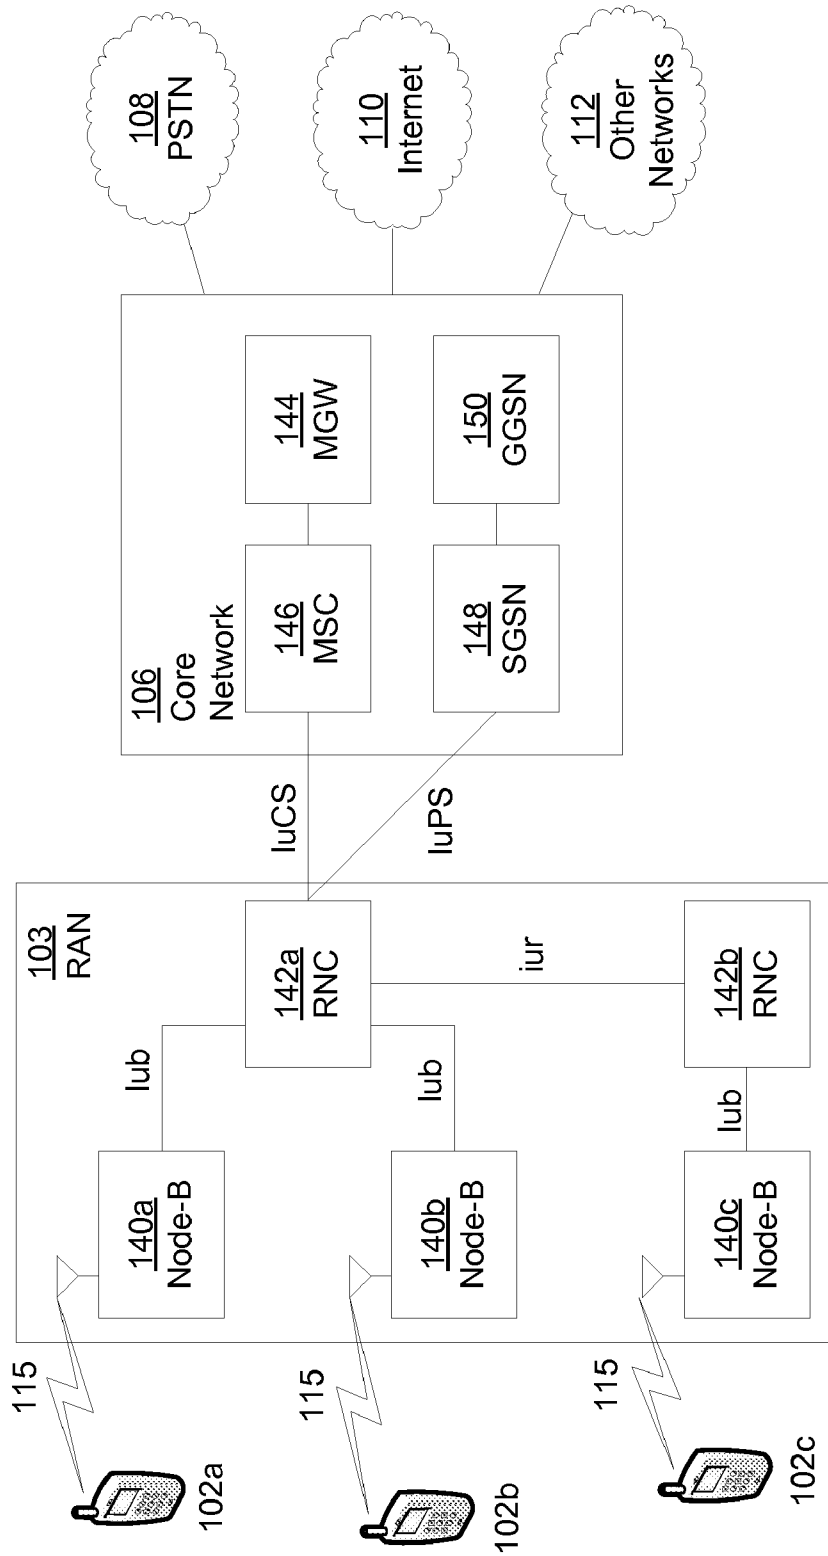 103
RAN
115
102a
140a
Node-B
Iub
142a
RNC
115
102b
140b
Node-B
Iub
iur
115
102c
140c
Node-B
Iub
142b
RNC
IuCS
IuPS
106
Core
Network
146
MSC
144
MGW
148
SGSN
150
GGSN
108
PSTN
110
Internet
112
Other
Networks